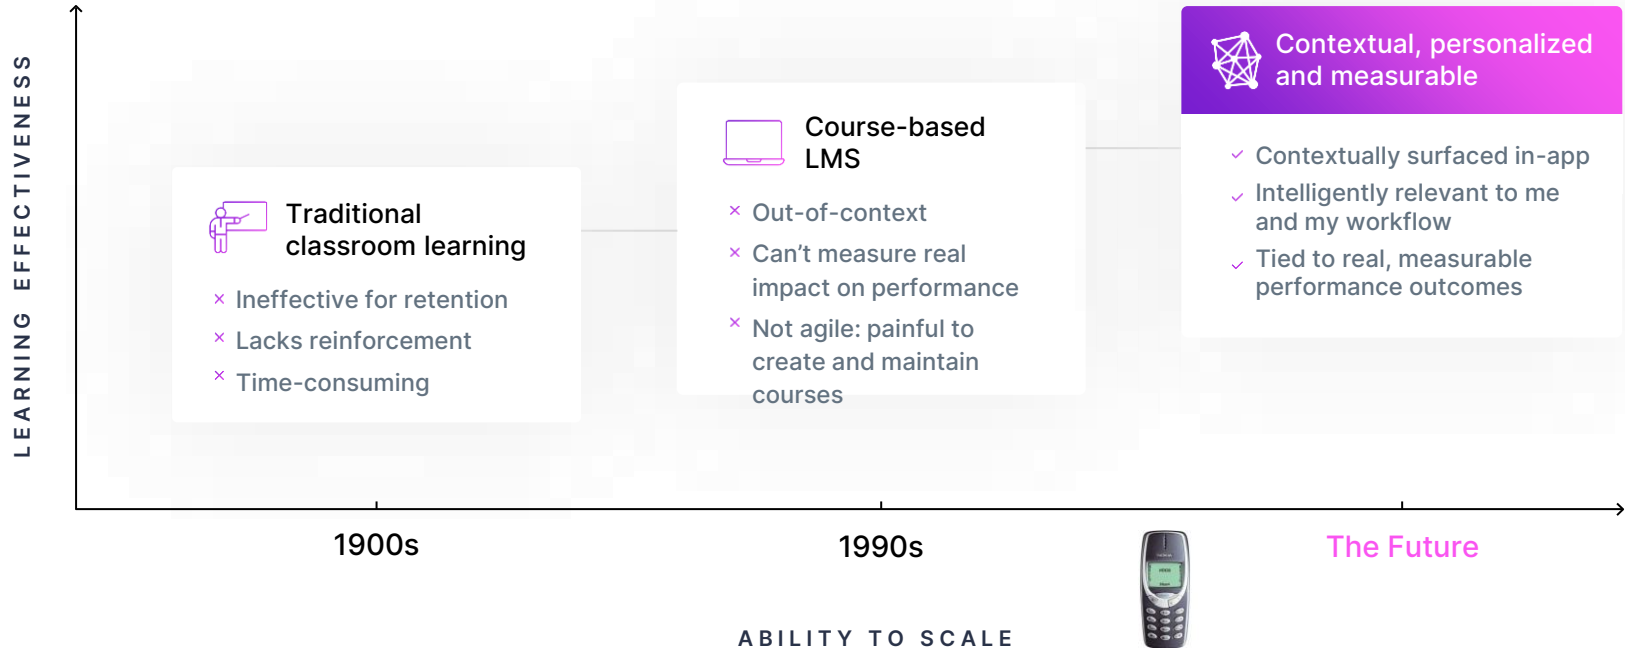 LEARNING EFFECTIVENESS
Traditional
classroom learning
Ineffective for retention
Lacks reinforcement
Time-consuming
Course-based
LMS
Out-of-context
Can’t measure real
impact on performance
Not agile: painful to
create and maintain
courses
Contextual, personalized
and measurable
Contextually surfaced in-app
Intelligently relevant to me
and my workflow
Tied to real, measurable
performance outcomes
1900s
1990s
The Future
ABILITY TO SCALE